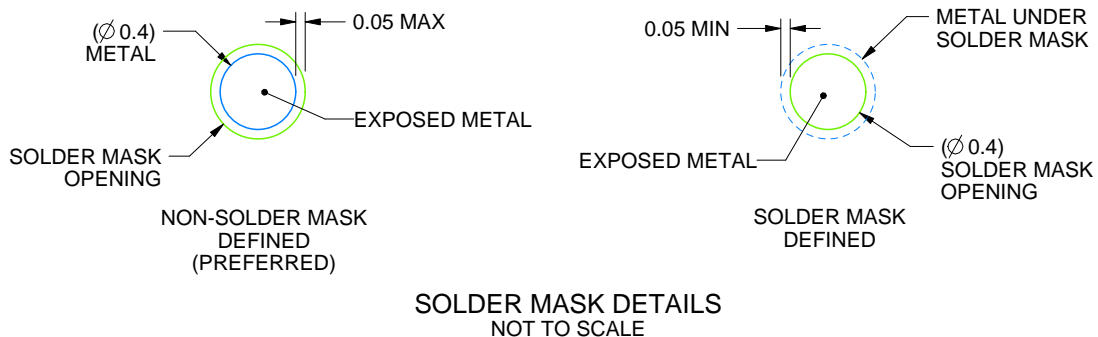 (Ø 0.4)
METAL
0.05 MAX
EXPOSED METAL
SOLDER MASK
OPENING
NON-SOLDER MASK
DEFINED
(PREFERRED)
0.05 MIN
METAL UNDER
SOLDER MASK
EXPOSED METAL
(Ø 0.4)
SOLDER MASK
OPENING
SOLDER MASK
DEFINED
SOLDER MASK DETAILS
NOT TO SCALE